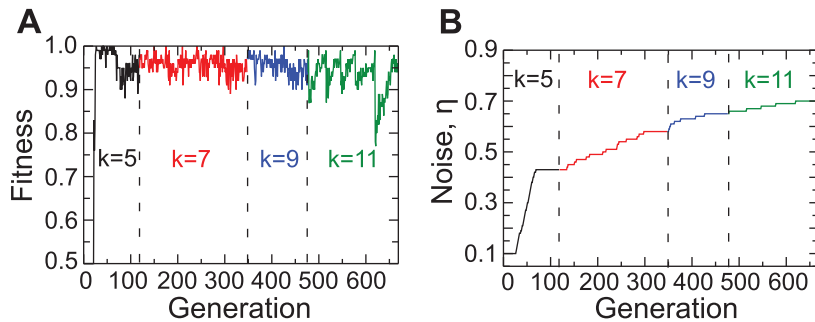 A
Fitness
1.0
0.9
0.8
0.7
0.6
0.5
k=5
k=7
k=9
k=11
0 100 200 300 400 500 600
Generation
B
Noise, η
0.9
0.7
0.5
0.3
0.1
k=5
k=7
k=9
k=11
0 100 200 300 400 500 600
Generation